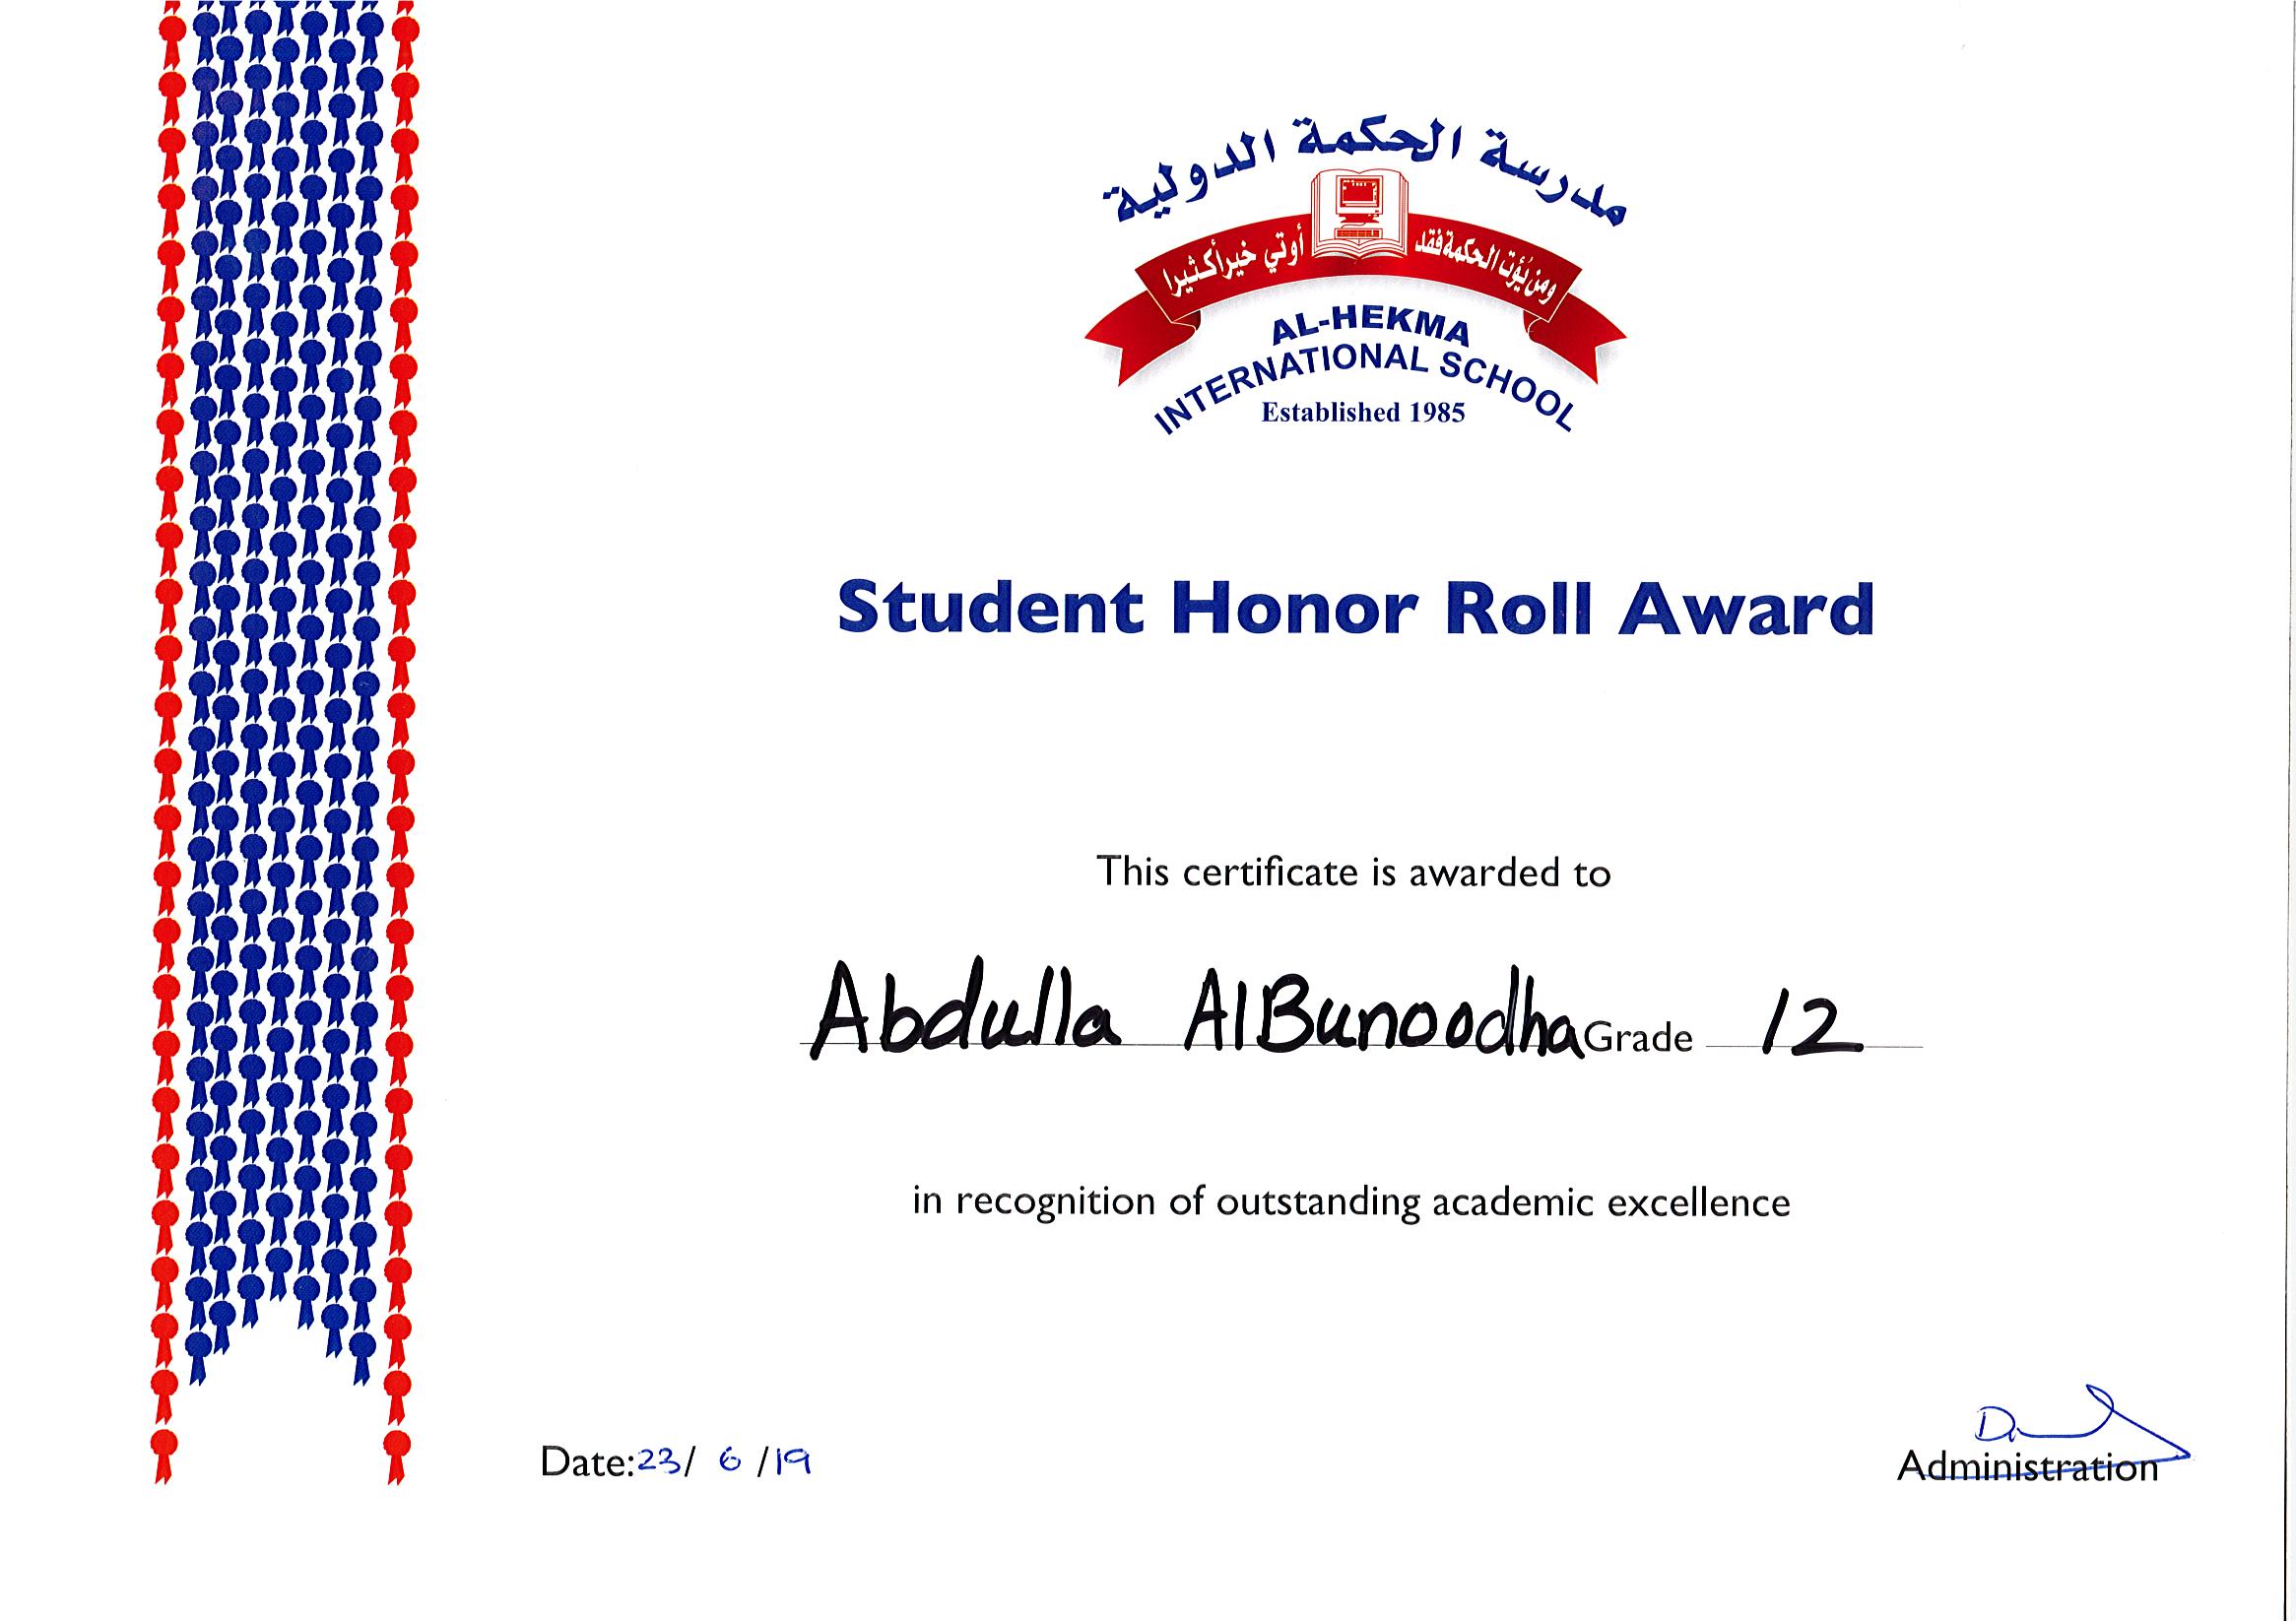 مدرسة الحكمة الدولية
ومن يؤت الحكمة فقد أوتي خيراً كثيرا
AL-HEKMA
INTERNATIONAL SCHOOL
Established 1985
Student Honor Roll Award
This certificate is awarded to
Abdulla AlBunoodha Grade 12
in recognition of outstanding academic excellence
Date: 23/ 6 /19
Administration